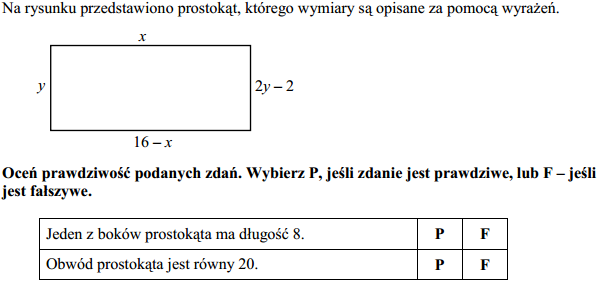 Na rysunku przedstawiono prostokąt, którego wymiary są opisane za pomocą wyrażeń.
x
y
2y – 2
16 – x
Oceń prawdziwość podanych zdań. Wybierz P, jeśli zdanie jest prawdziwe, lub F – jeśli
jest fałszywe.
Jeden z boków prostokąta ma długość 8. P F
Obwód prostokąta jest równy 20. P F